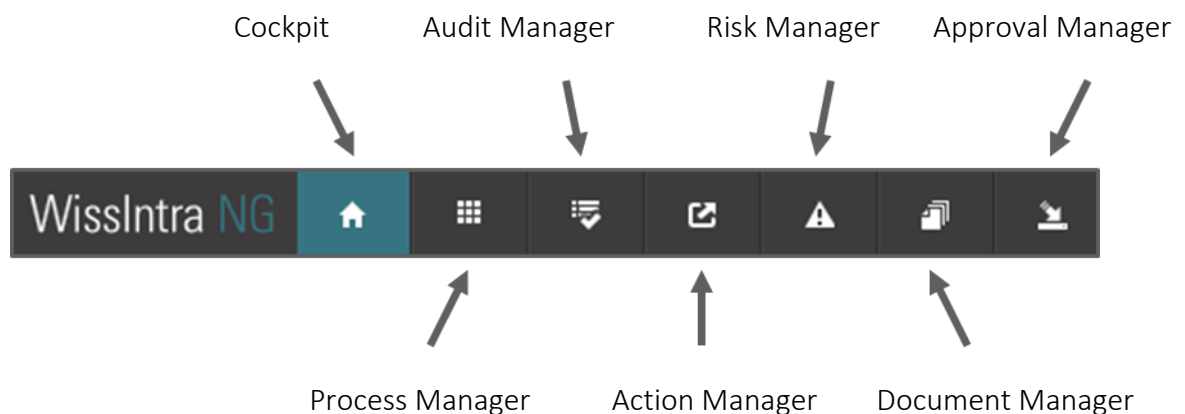 Cockpit Audit Manager Risk Manager Approval Manager
WissIntra NG
Process Manager Action Manager Document Manager